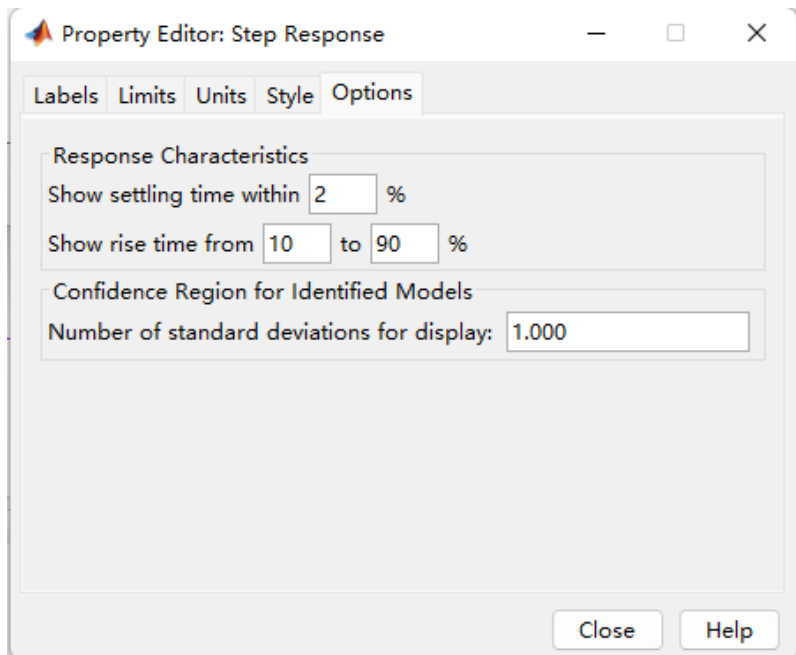 Property Editor: Step Response
Labels Limits Units Style Options
Response Characteristics
Show settling time within 2 %
Show rise time from 10 to 90 %
Confidence Region for Identified Models
Number of standard deviations for display: 1.000
Close Help